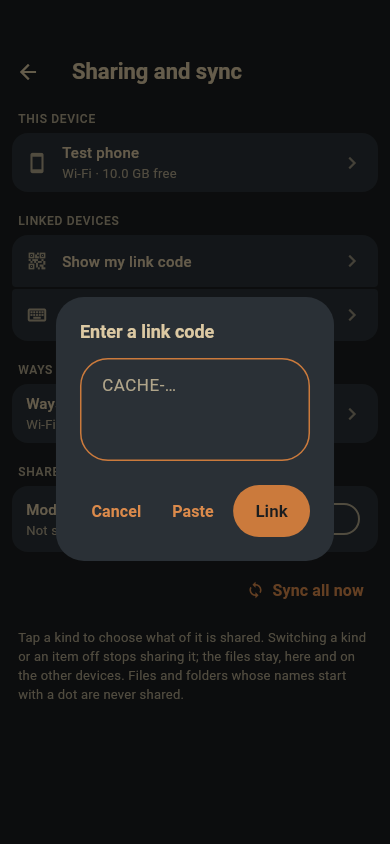 Sharing and sync
THIS DEVICE
Test phone
Wi-Fi · 10.0 GB free
LINKED DEVICES
Show my link code
Enter a link code
CACHE-…
Cancel
Paste
Link
WAYS
Way
Wi-Fi
SHARE
Mod
Not s
Sync all now
Tap a kind to choose what of it is shared. Switching a kind
or an item off stops sharing it; the files stay, here and on
the other devices. Files and folders whose names start
with a dot are never shared.